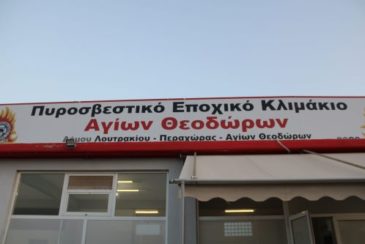 Πυροσβεστικό Εποχικό Κλιμάκιο
Αγίων Θεοδώρων
Δήμου Λουτρακίου - Περαχώρας - Αγίων Θεοδώρων